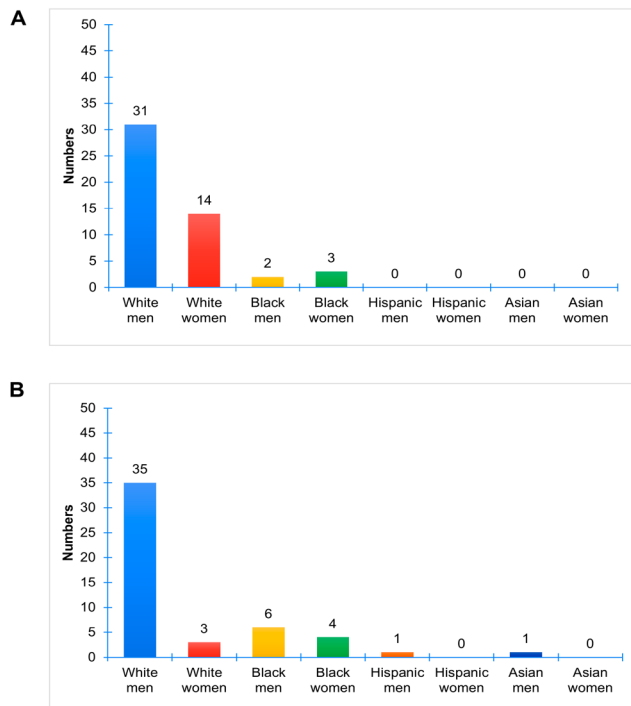 A
50
45
40
35
30
25
20
15
10
5
0
Numbers
31
14
2
3
0
0
0
0
White men
White women
Black men
Black women
Hispanic men
Hispanic women
Asian men
Asian women
B
50
45
40
35
30
25
20
15
10
5
0
Numbers
35
3
6
4
1
0
1
0
White men
White women
Black men
Black women
Hispanic men
Hispanic women
Asian men
Asian women